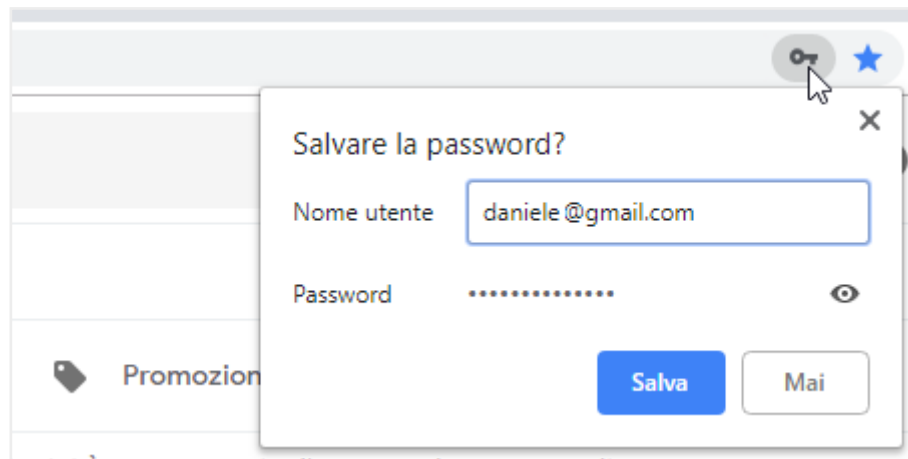 Salvare la password?
Nome utente daniele@gmail.com
Password ••••••••••••••
Promozion
Salva Mai